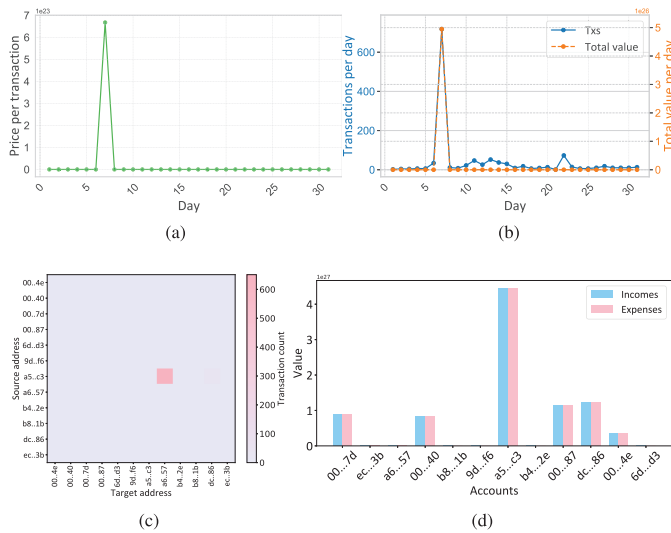 1e23
7
6
5
4
3
2
1
0
Price per transaction
0 5 10 15 20 25 30
Day
(a)
1e26
Txs
Total value
600
400
200
0
Transactions per day
5
4
3
2
1
0
Total value per day
0 5 10 15 20 25 30
Day
(b)
Source address
00..4e
00..40
00..7d
00..87
6d..d3
9d..f6
a5..c3
a6..57
b4..2e
b8..1b
dc..86
ec..3b
00..4e 00..40 00..7d 00..87 6d..d3 9d..f6 a5..c3 a6..57 b4..2e b8..1b dc..86 ec..3b
Target address
600
500
400
300
200
100
0
Transaction count
(c)
1e27
Incomes
Expenses
4
3
2
1
0
Value
00...7d ec...3b a6...57 00...40 b8...1b 9d...f6 a5...c3 b4...2e 00...87 dc...86 00...4e 6d...d3
Accounts
(d)